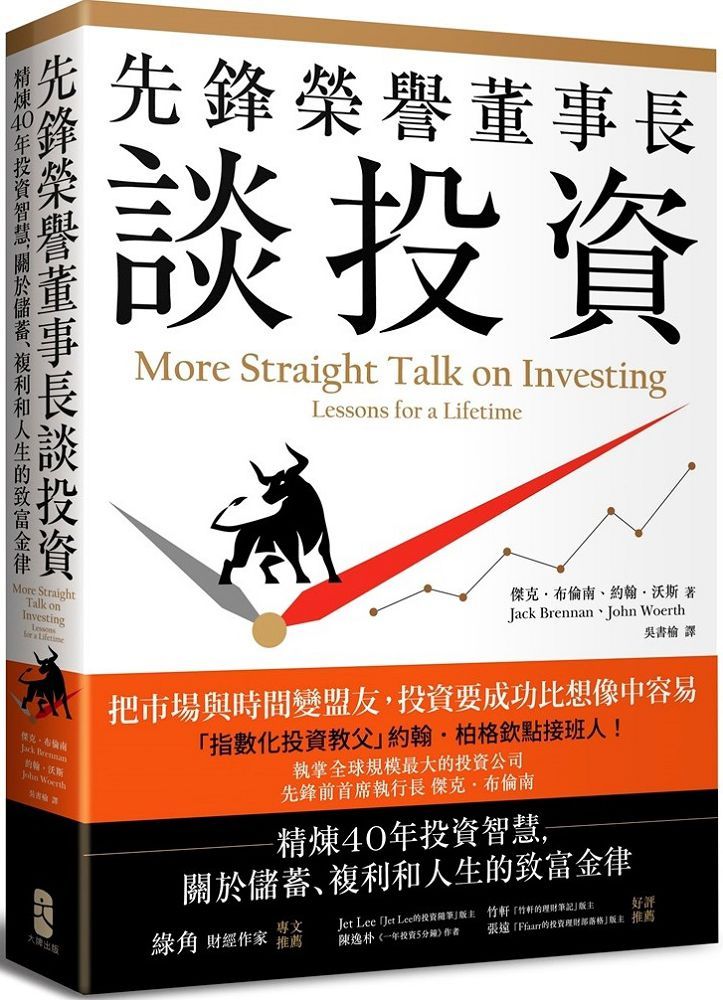 先鋒榮譽董事長
談投資
More Straight Talk on Investing
Lessons for a Lifetime
傑克・布倫南、約翰・沃斯 著
Jack Brennan、John Woerth
吳書榆 譯
把市場與時間變盟友，投資要成功比想像中容易
「指數化投資教父」約翰・柏格欽點接班人！
執掌全球規模最大的投資公司
先鋒前首席執行長 傑克・布倫南
精煉40年投資智慧，
關於儲蓄、複利和人生的致富金律
綠角 財經作家 專文推薦
Jet Lee「Jet Lee的投資隨筆」版主
陳逸朴《一年投資5分鐘》作者
竹軒「竹軒的理財筆記」版主
張遠「Ffaarr的投資理財部落格」版主
好評推薦
先鋒榮譽董事長談投資
精煉40年投資智慧，關於儲蓄、複利和人生的致富金律
More Straight
Talk on
Investing
Lessons
for a Lifetime
傑克・布倫南
Jack Brennan
約翰・沃斯
John Woerth
吳書榆 譯
大牌出版